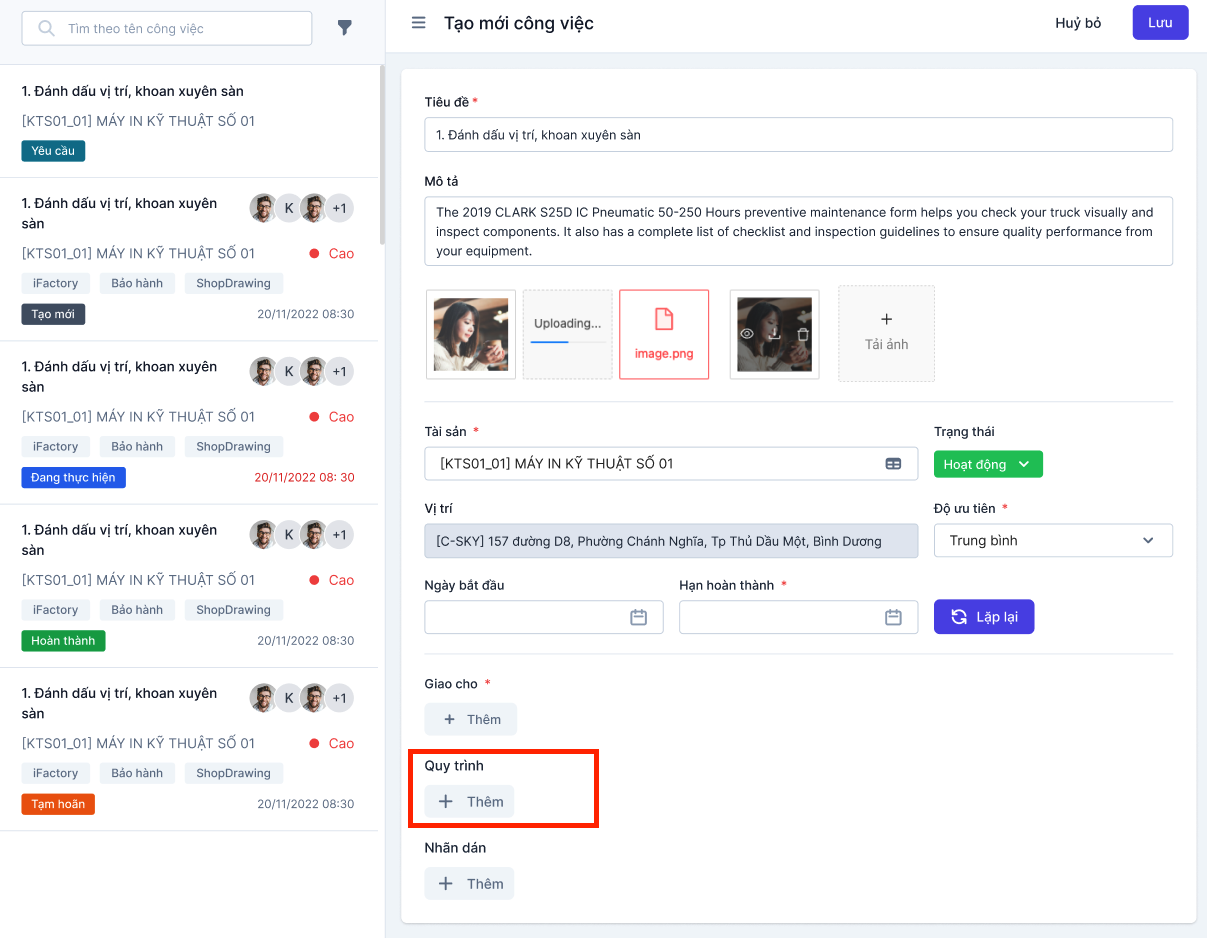 Tìm theo tên công việc
1. Đánh dấu vị trí, khoan xuyên sàn
[KTS01_01] MÁY IN KỸ THUẬT SỐ 01
Yêu cầu
1. Đánh dấu vị trí, khoan xuyên
sàn
K
+1
[KTS01_01] MÁY IN KỸ THUẬT SỐ 01
Cao
iFactory
Bảo hành
ShopDrawing
Tạo mới
20/11/2022 08:30
1. Đánh dấu vị trí, khoan xuyên
sàn
K
+1
[KTS01_01] MÁY IN KỸ THUẬT SỐ 01
Cao
iFactory
Bảo hành
ShopDrawing
Đang thực hiện
20/11/2022 08: 30
1. Đánh dấu vị trí, khoan xuyên
sàn
K
+1
[KTS01_01] MÁY IN KỸ THUẬT SỐ 01
Cao
iFactory
Bảo hành
ShopDrawing
Hoàn thành
20/11/2022 08:30
1. Đánh dấu vị trí, khoan xuyên
sàn
K
+1
[KTS01_01] MÁY IN KỸ THUẬT SỐ 01
Cao
iFactory
Bảo hành
ShopDrawing
Tạm hoãn
20/11/2022 08:30
Tạo mới công việc
Huỷ bỏ
Lưu
Tiêu đề *
1. Đánh dấu vị trí, khoan xuyên sàn
Mô tả
The 2019 CLARK S25D IC Pneumatic 50-250 Hours preventive maintenance form helps you check your truck visually and
inspect components. It also has a complete list of checklist and inspection guidelines to ensure quality performance from
your equipment.
Uploading...
image.png
+
Tải ảnh
Tài sản *
[KTS01_01] MÁY IN KỸ THUẬT SỐ 01
Trạng thái
Hoạt động
Vị trí
[C-SKY] 157 đường D8, Phường Chánh Nghĩa, Tp Thủ Dầu Một, Bình Dương
Độ ưu tiên *
Trung bình
Ngày bắt đầu
Hạn hoàn thành *
Lặp lại
Giao cho *
+ Thêm
Quy trình
+ Thêm
Nhãn dán
+ Thêm